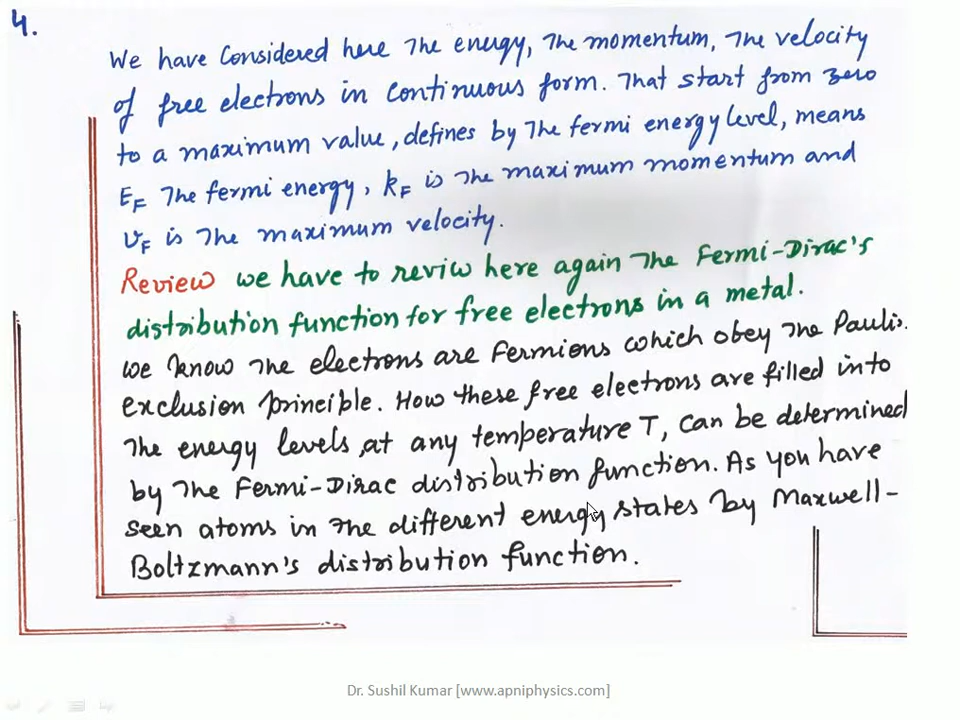 4.
We have Considered here The energy, The momentum, The velocity
of free electrons in Continuous form. That start from zero
to a maximum value, defines by The fermi energy level, means
EF The fermi energy, kF is The maximum momentum and
vF is The maximum velocity.
Review we have to reviw here again The Fermi-Dirac's
distribution function for free electrons in a metal.
We know The electrons are Fermions which obey The Pauli's
exclusion princible. How these free electrons are filled into
The energy levels, at any temperature T, can be determined
by The Fermi-Dirac distribution function. As you have
seen atoms in The different energy states by Maxwell-
Boltzmann's distribution function.
Dr. Sushil Kumar [www.apniphysics.com]